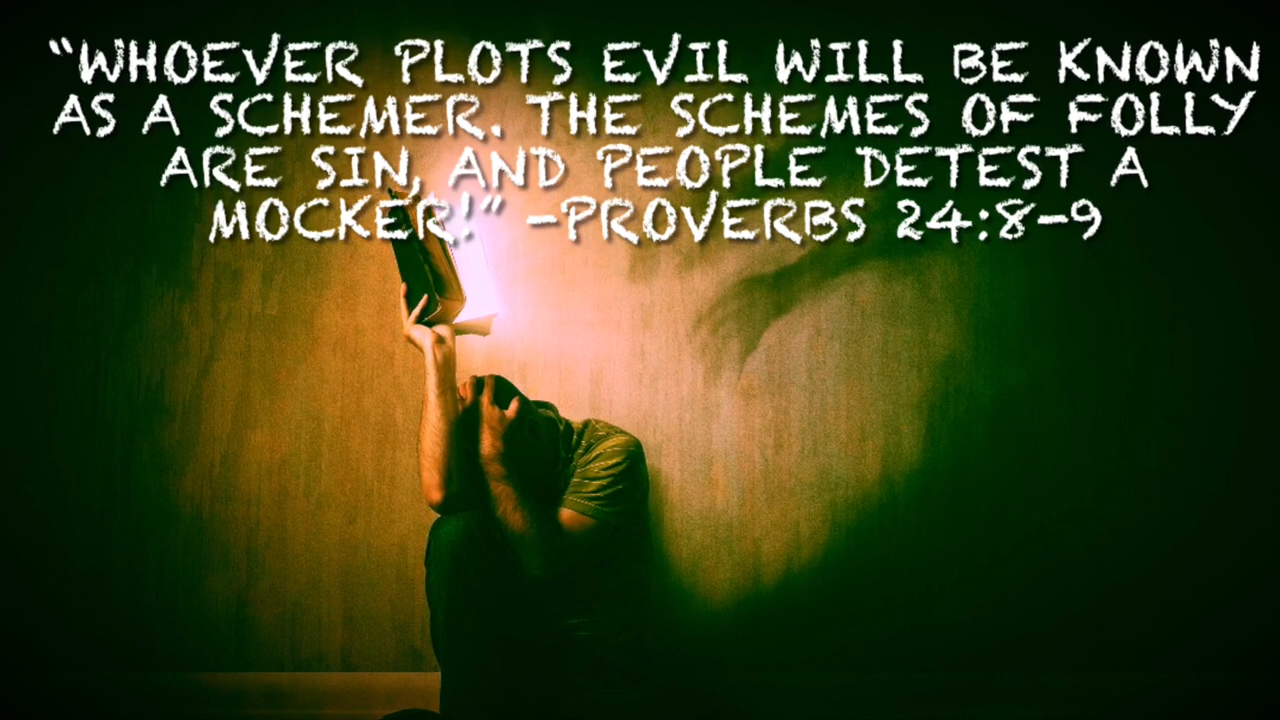 “WHOEVER PLOTS EVIL WILL BE KNOWN
AS A SCHEMER. THE SCHEMES OF FOLLY
ARE SIN, AND PEOPLE DETEST A
MOCKER!” -PROVERBS 24:8-9